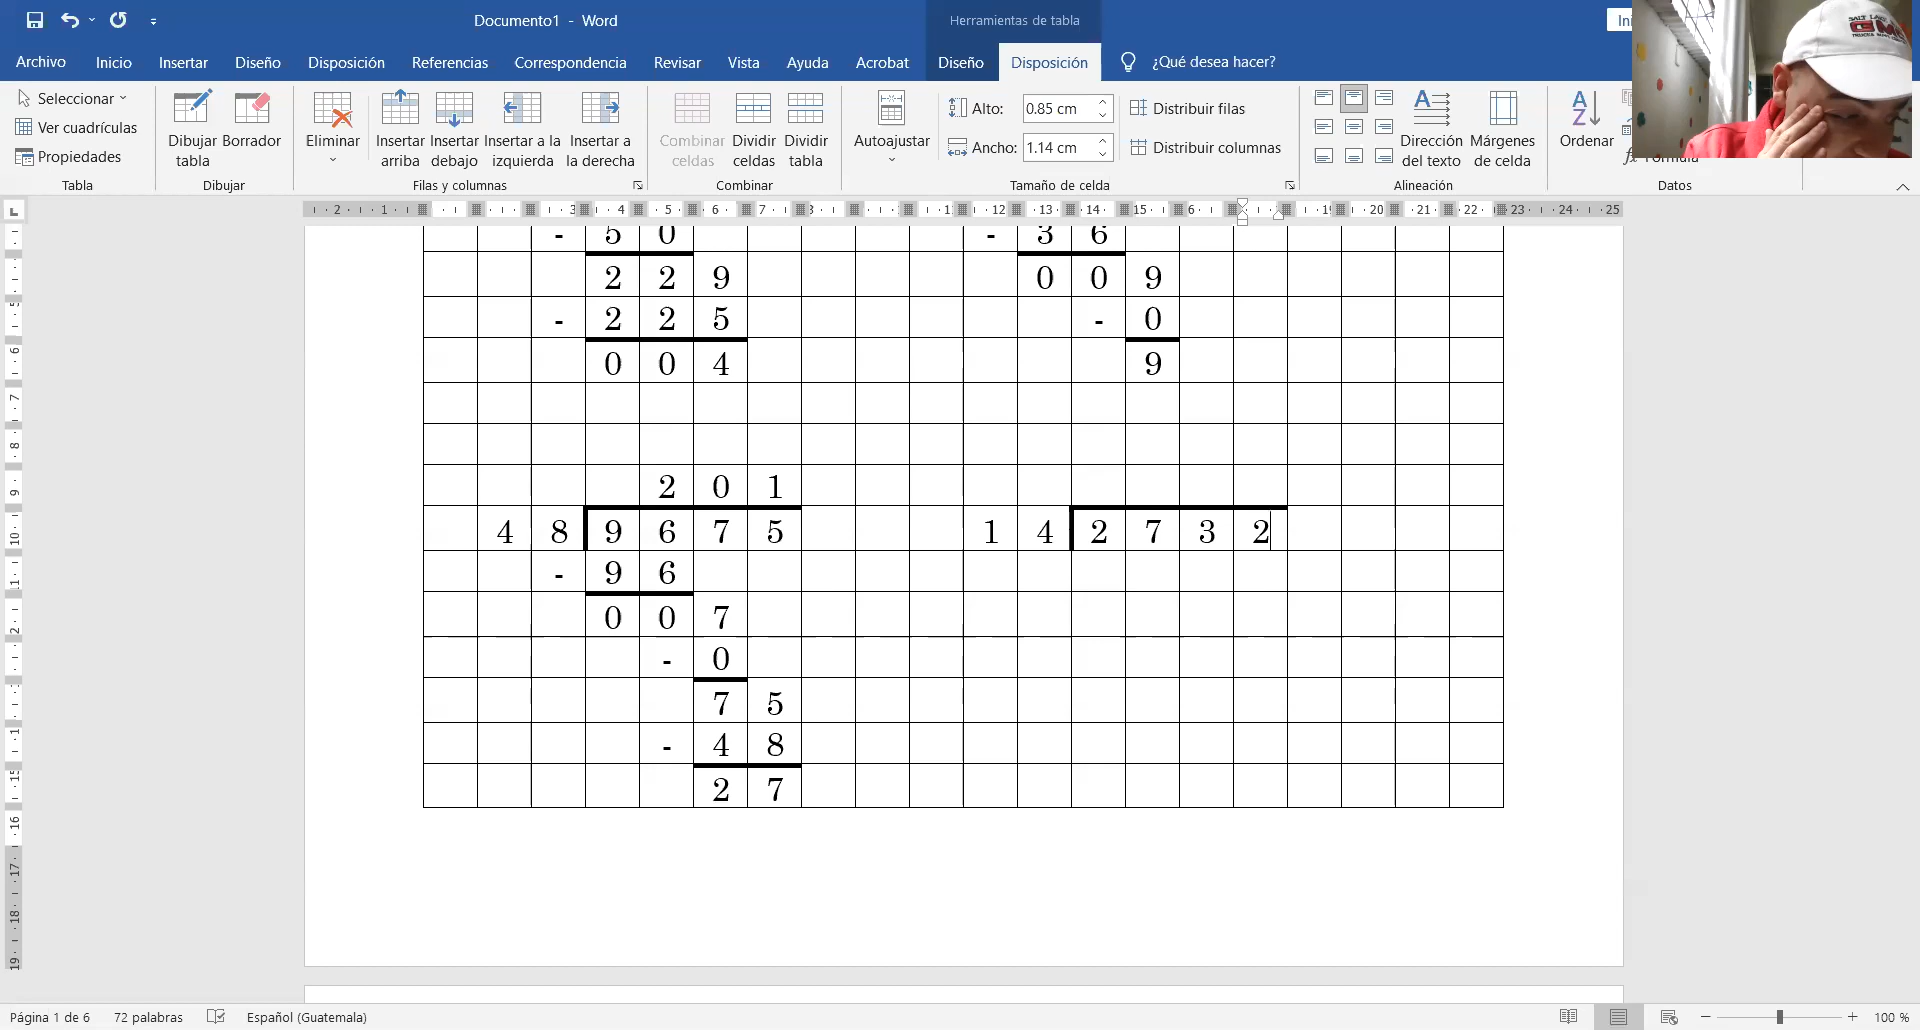 Documento1 - Word
Herramientas de tabla
Archivo Inicio Insertar Diseño Disposición Referencias Correspondencia Revisar Vista Ayuda Acrobat Diseño Disposición ¿Qué desea hacer?
Seleccionar
Ver cuadrículas
Propiedades
Tabla
Dibujar tabla
Borrador
Dibujar
Eliminar
Insertar arriba
Insertar debajo
Insertar a la izquierda
Insertar a la derecha
Filas y columnas
Combinar celdas
Dividir celdas
Dividir tabla
Combinar
Autoajustar
Alto: 0.85 cm
Ancho: 1.14 cm
Distribuir filas
Distribuir columnas
Tamaño de celda
Dirección del texto
Márgenes de celda
Alineación
Ordenar
Datos
SALT LAKE
GMC
- 5 0
2 2 9
- 2 2 5
0 0 4
- 3 6
0 0 9
- 0
9
2 0 1
4 8 9 6 7 5
- 9 6
0 0 7
- 0
7 5
- 4 8
2 7
1 4 2 7 3 2
Página 1 de 6 72 palabras Español (Guatemala) 100 %